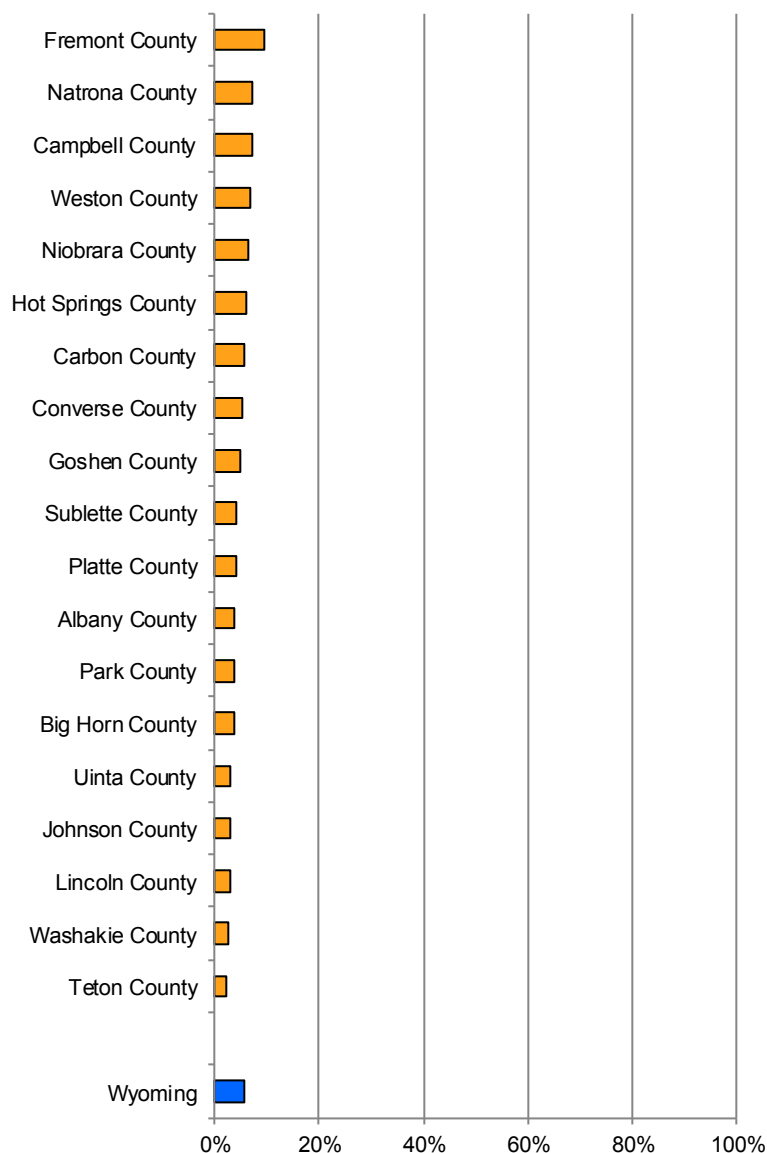 Fremont County
Natrona County
Campbell County
Weston County
Niobrara County
Hot Springs County
Carbon County
Converse County
Goshen County
Sublette County
Platte County
Albany County
Park County
Big Horn County
Uinta County
Johnson County
Lincoln County
Washakie County
Teton County
Wyoming
0% 20% 40% 60% 80% 100%